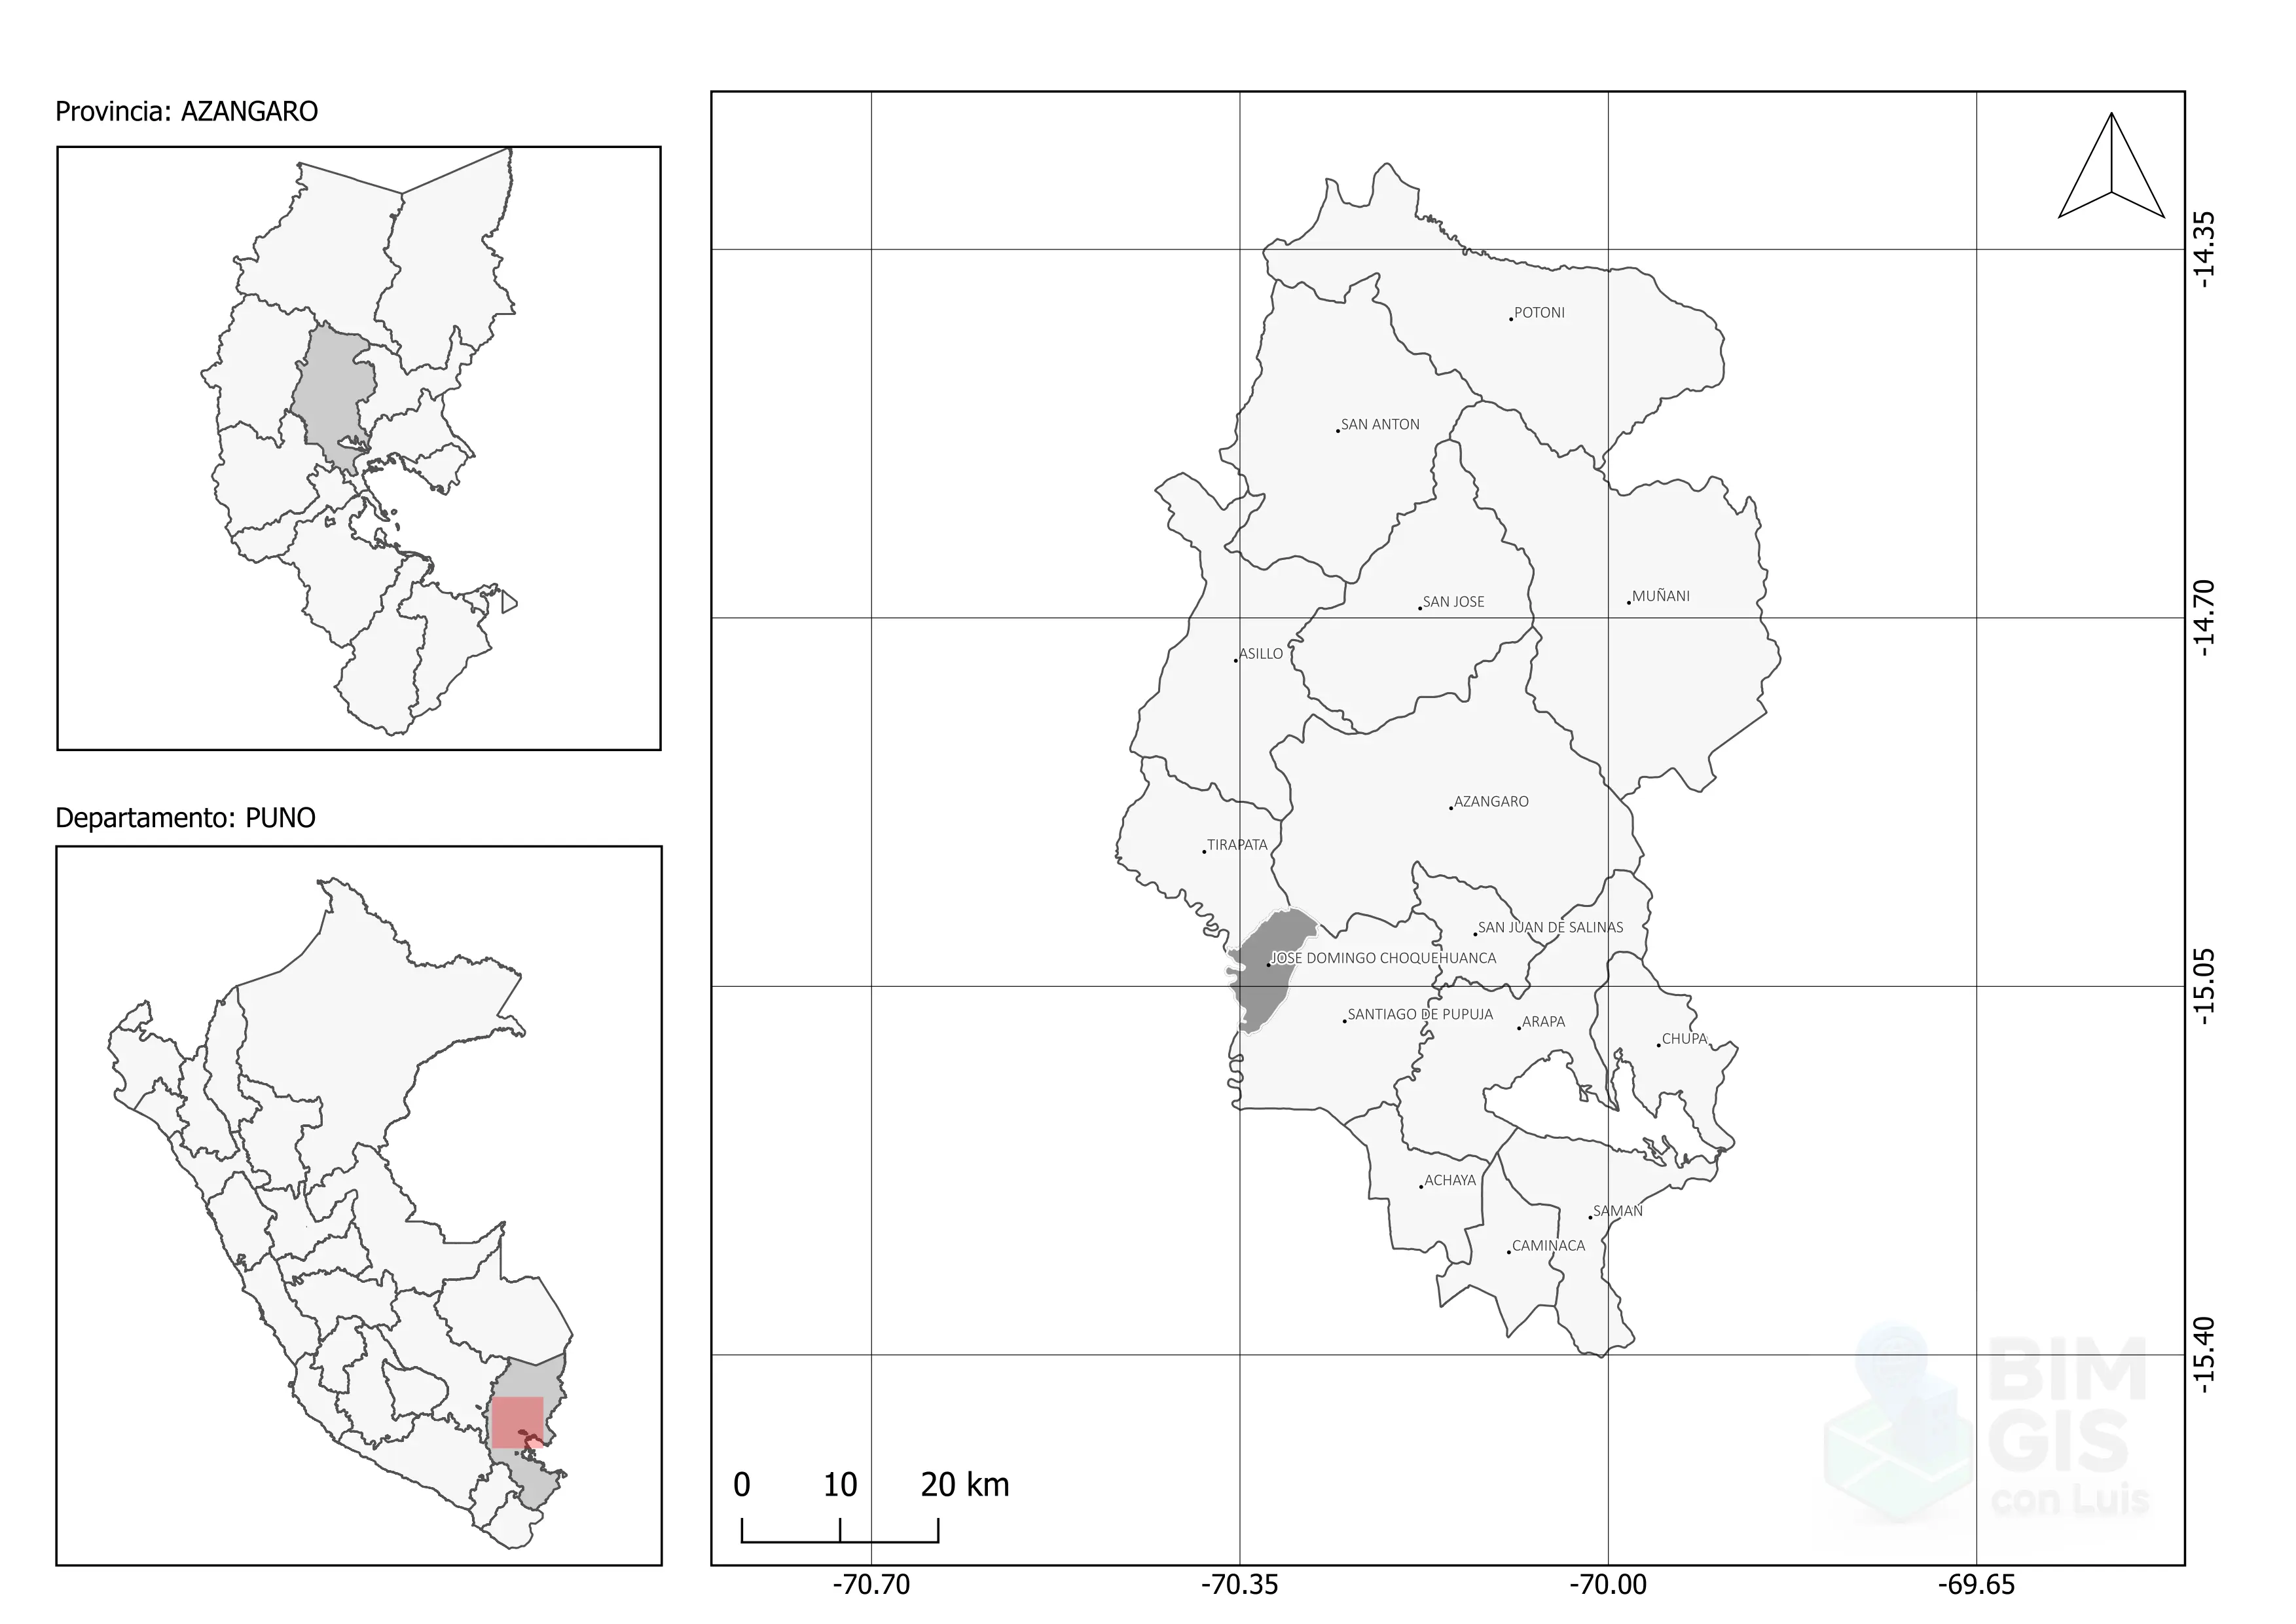 Provincia: AZANGARO
Departamento: PUNO
POTONI
SAN ANTON
SAN JOSE
MUÑANI
ASILLO
AZANGARO
TIRAPATA
SAN JUAN DE SALINAS
JOSE DOMINGO CHOQUEHUANCA
SANTIAGO DE PUPUJA
ARAPA
CHUPA
ACHAYA
SAMAN
CAMINACA
-14.35
-14.70
-15.05
-15.40
0 10 20 km
-70.70 -70.35 -70.00 -69.65
BIM
GIS
con Luis